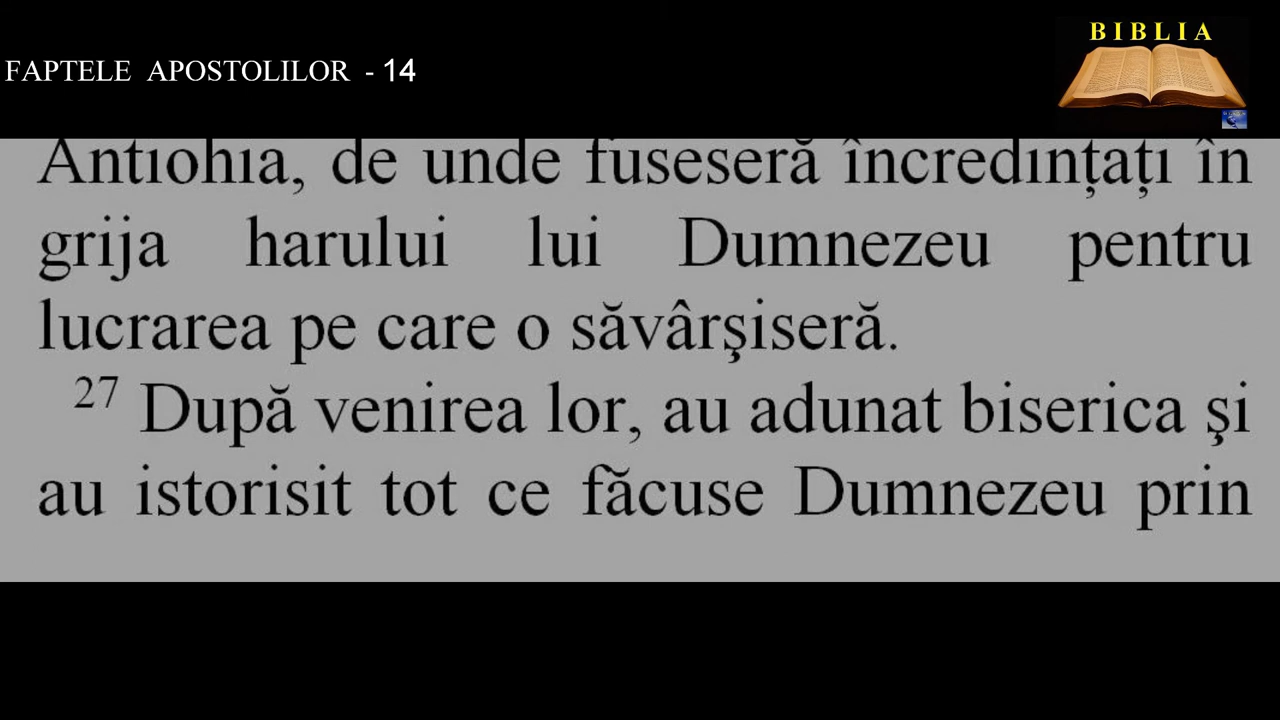 BIBLIA
FAPTELE APOSTOLILOR - 14
Antiohia, de unde fuseseră încredinţaţi în
grija harului lui Dumnezeu pentru
lucrarea pe care o săvârşiseră.
27 După venirea lor, au adunat biserica şi
au istorisit tot ce făcuse Dumnezeu prin